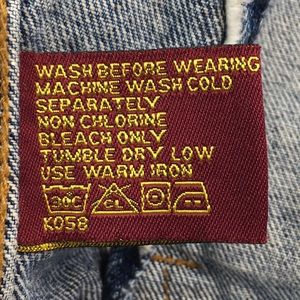 WASH BEFORE WEARING
MACHINE WASH COLD
SEPARATELY
NON CHLORINE
BLEACH ONLY
TUMBLE DRY LOW
USE WARM IRON
30C CL
K058